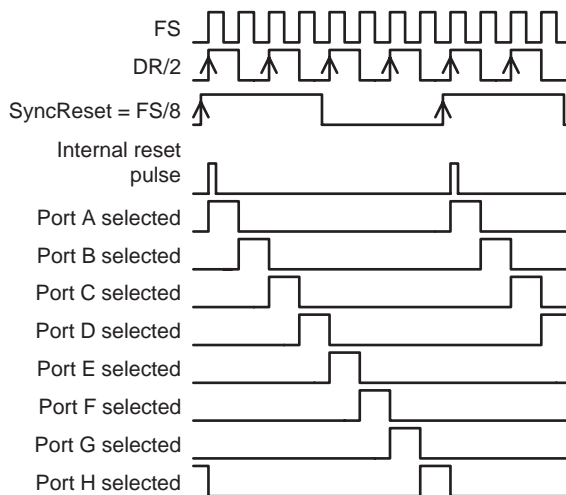 FS
DR/2
SyncReset = FS/8
Internal reset
pulse
Port A selected
Port B selected
Port C selected
Port D selected
Port E selected
Port F selected
Port G selected
Port H selected